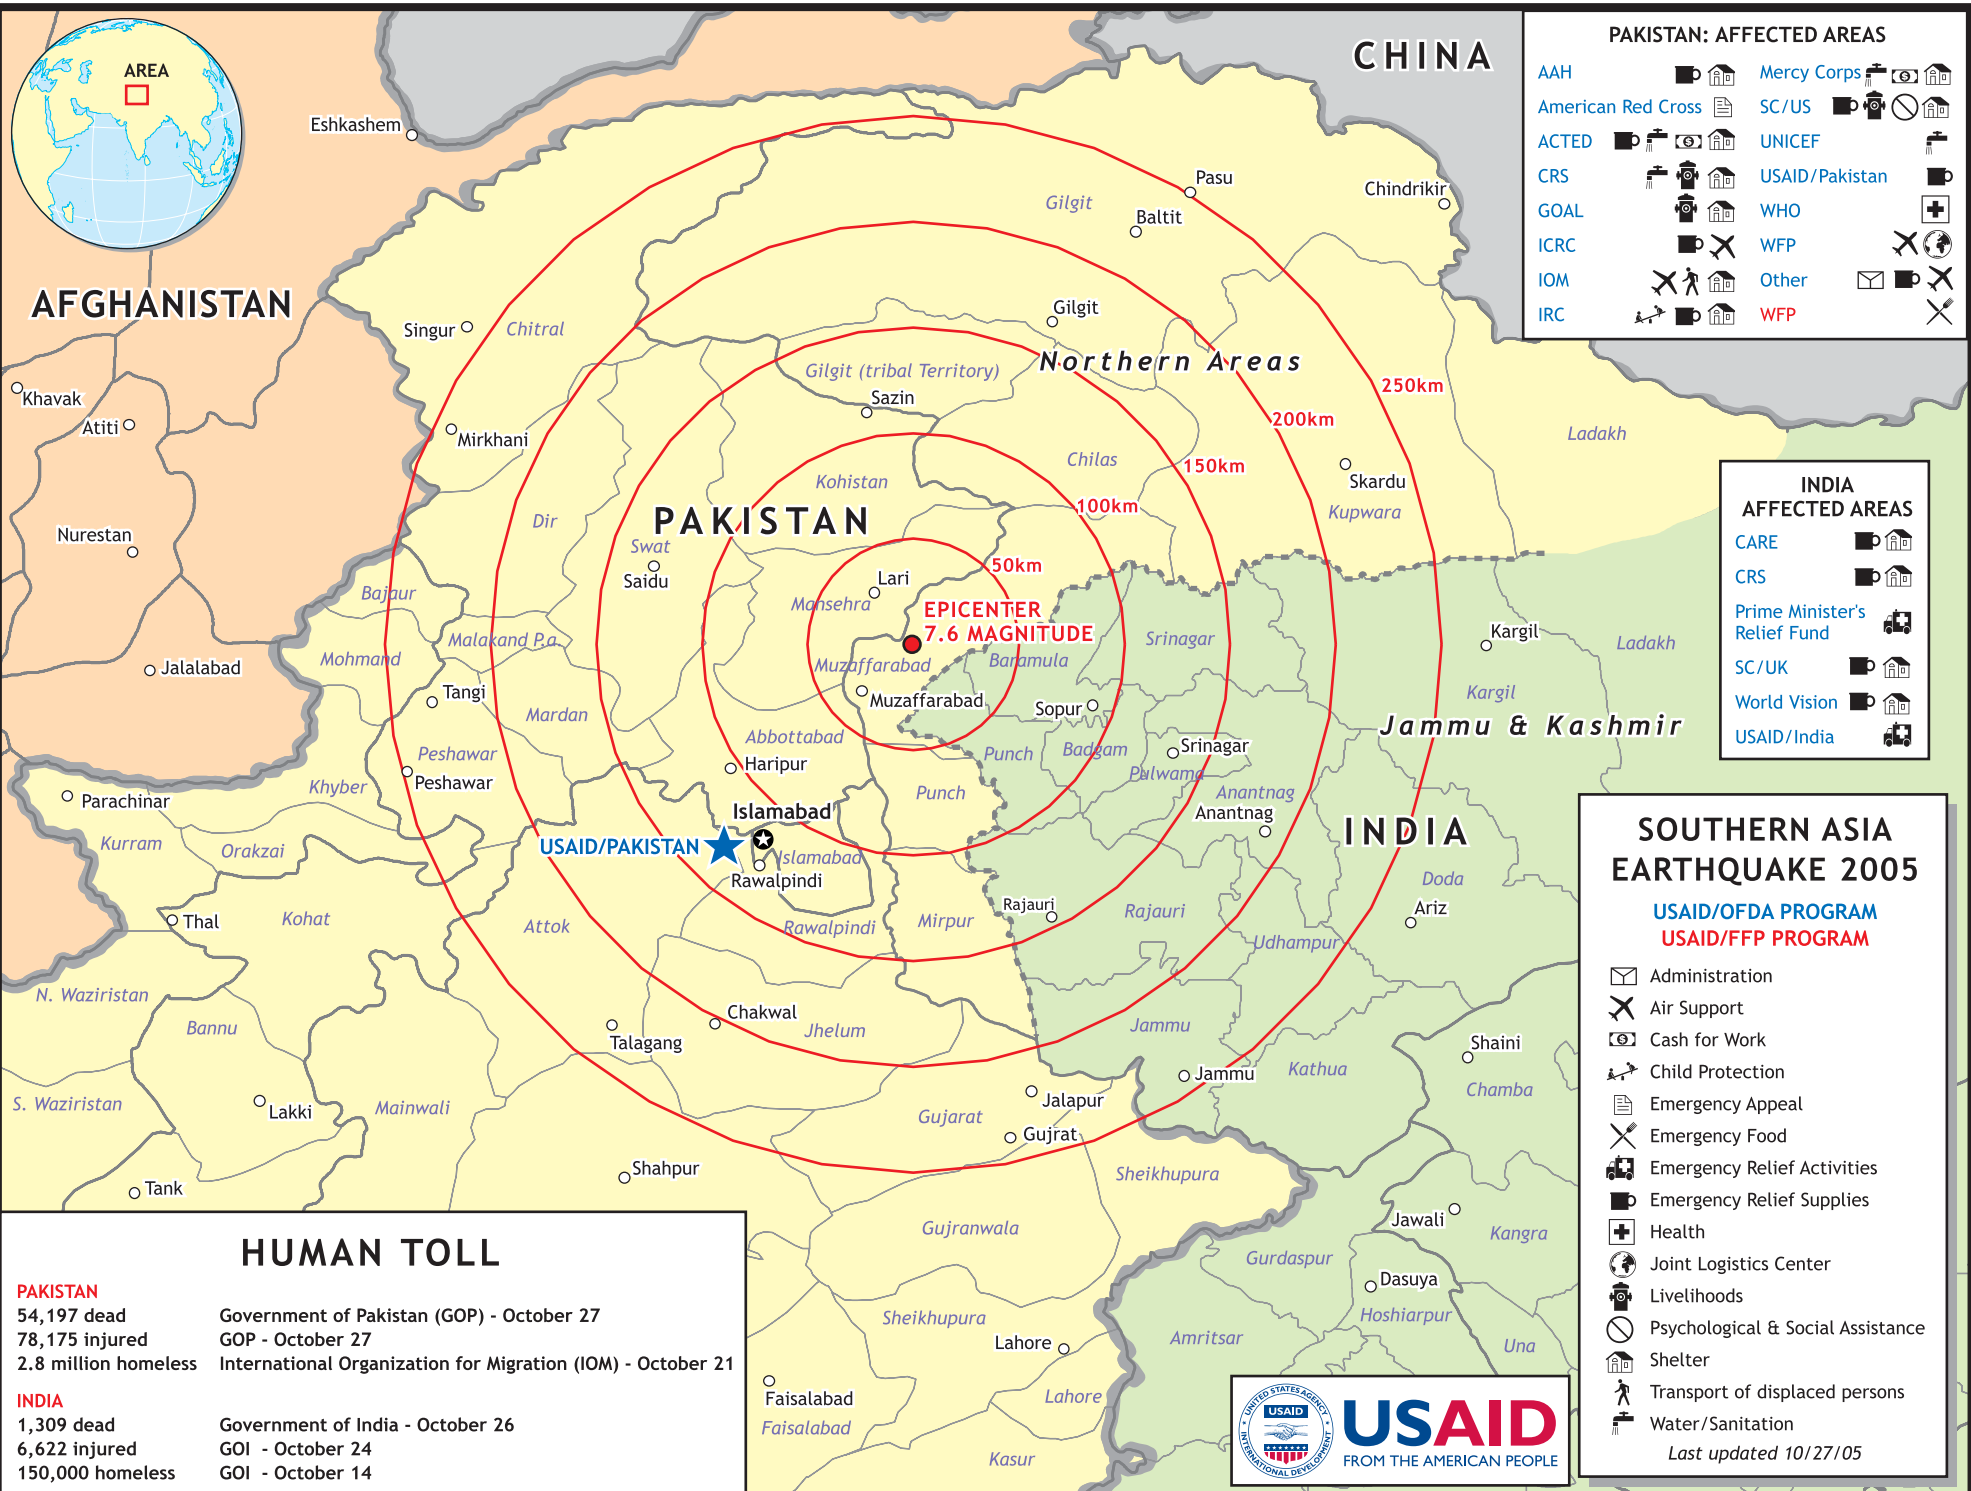 AREA
CHINA
AFGHANISTAN
PAKISTAN
INDIA
Northern Areas
Jammu & Kashmir
Eshkashem
Pasu
Baltit
Gilgit
Chindrikir
Singur
Chitral
Gilgit
Gilgit (tribal Territory)
Sazin
Khavak
Atiti
Mirkhani
250km
200km
150km
100km
50km
Ladakh
Chilas
Skardu
Kupwara
Kohistan
Dir
Swat
Saidu
Nurestan
Lari
Mansehra
EPICENTER
7.6 MAGNITUDE
Bajaur
Malakand P.a.
Mohmand
Jalalabad
Tangi
Mardan
Muzaffarabad
Muzaffarabad
Baramula
Srinagar
Kargil
Ladakh
Kargil
Sopur
Abbottabad
Haripur
Punch
Badgam
Srinagar
Pulwama
Anantnag
Anantnag
Peshawar
Peshawar
Khyber
Parachinar
Kurram
Orakzai
Punch
Islamabad
USAID/PAKISTAN
Islamabad
Rawalpindi
Rawalpindi
Thal
Kohat
Attok
Mirpur
Rajauri
Rajauri
Doda
Ariz
Udhampur
N. Waziristan
Bannu
Chakwal
Talagang
Jhelum
Jammu
Jammu
Kathua
Shaini
Chamba
S. Waziristan
Lakki
Mainwali
Jalapur
Gujarat
Gujrat
Shahpur
Sheikhupura
Tank
Gujranwala
Jawali
Kangra
Gurdaspur
Dasuya
Hoshiarpur
Sheikhupura
Lahore
Amritsar
Una
Faisalabad
Faisalabad
Lahore
Kasur
PAKISTAN: AFFECTED AREAS
AAH
American Red Cross
ACTED
CRS
GOAL
ICRC
IOM
IRC
Mercy Corps
SC/US
UNICEF
USAID/Pakistan
WHO
WFP
Other
WFP
INDIA
AFFECTED AREAS
CARE
CRS
Prime Minister's
Relief Fund
SC/UK
World Vision
USAID/India
SOUTHERN ASIA
EARTHQUAKE 2005
USAID/OFDA PROGRAM
USAID/FFP PROGRAM
Administration
Air Support
Cash for Work
Child Protection
Emergency Appeal
Emergency Food
Emergency Relief Activities
Emergency Relief Supplies
Health
Joint Logistics Center
Livelihoods
Psychological & Social Assistance
Shelter
Transport of displaced persons
Water/Sanitation
Last updated 10/27/05
HUMAN TOLL
PAKISTAN
54,197 dead Government of Pakistan (GOP) - October 27
78,175 injured GOP - October 27
2.8 million homeless International Organization for Migration (IOM) - October 21
INDIA
1,309 dead Government of India - October 26
6,622 injured GOI - October 24
150,000 homeless GOI - October 14
UNITED STATES AGENCY
USAID
INTERNATIONAL DEVELOPMENT
USAID
FROM THE AMERICAN PEOPLE